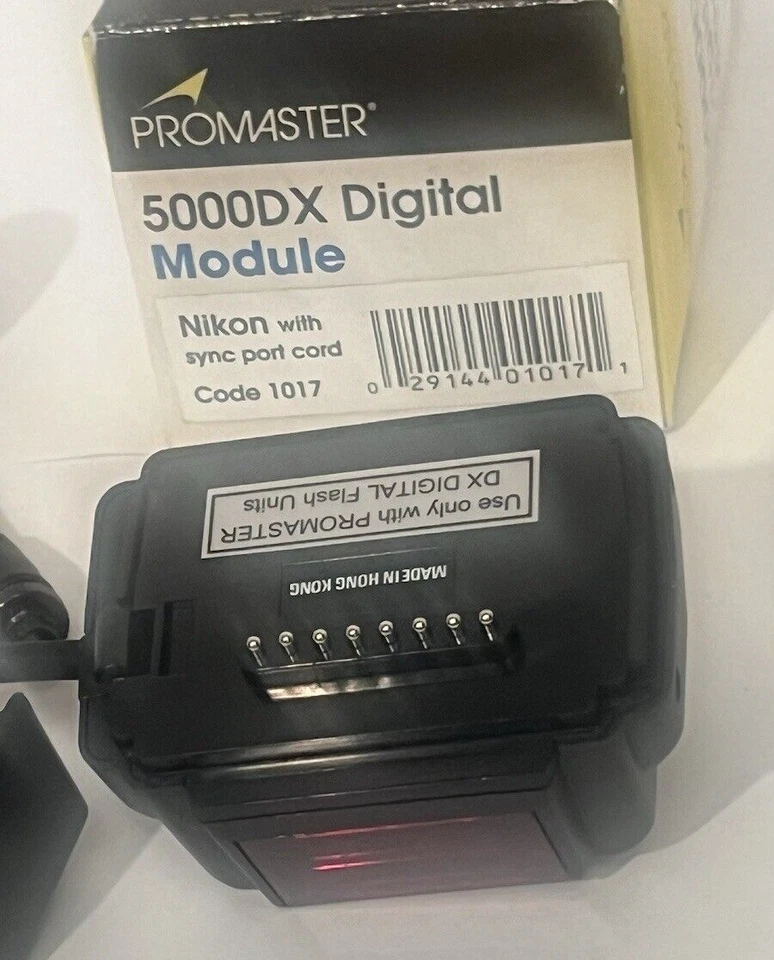 PROMASTER®
5000DX Digital
Module
Nikon with
sync port cord
Code 1017
0 29144 01017 1
Use only with PROMASTER
DX DIGITAL Flash Units
MADE IN HONG KONG